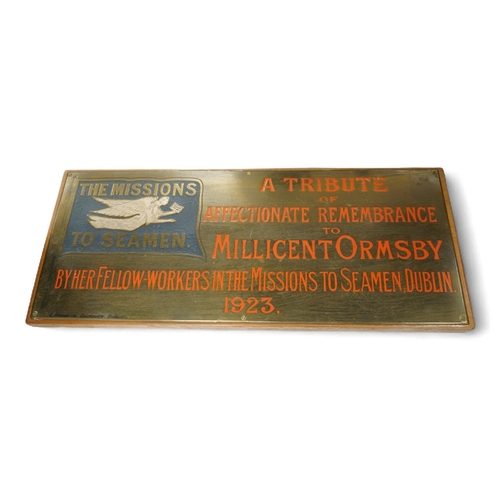 THE MISSIONS
TO SEAMEN.
A TRIBUTE
OF
AFFECTIONATE REMEMBRANCE
TO
MILLICENT ORMSBY
BY HER FELLOW-WORKERS IN THE MISSIONS TO SEAMEN, DUBLIN.
1923.